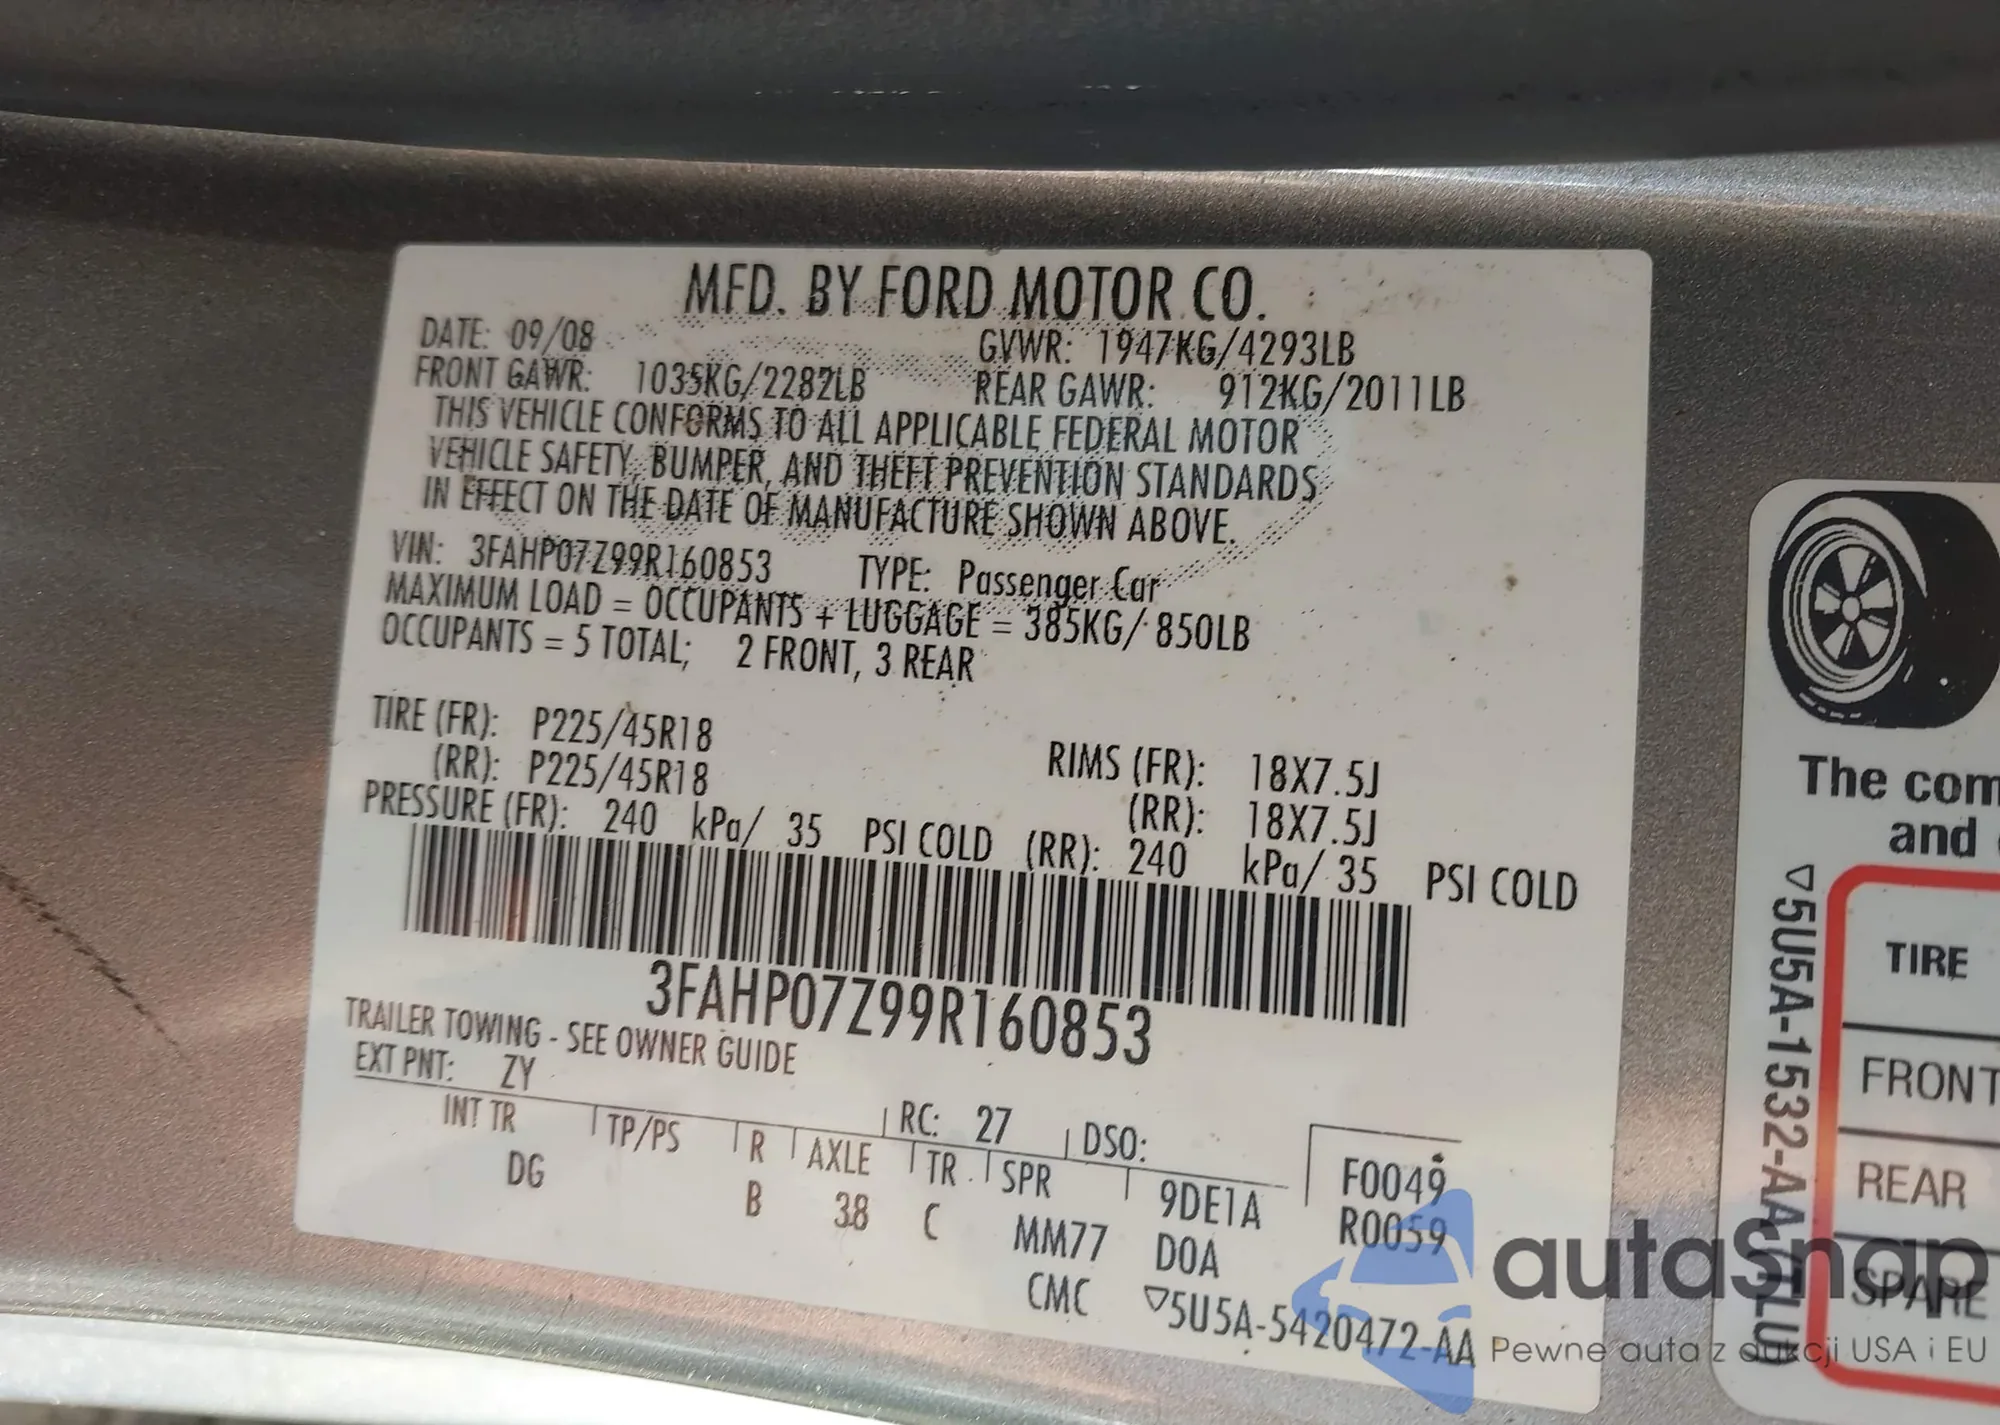 MFD. BY FORD MOTOR CO.
DATE: 09/08 GVWR: 1947KG/4293LB
FRONT GAWR: 1035KG/2282LB REAR GAWR: 912KG/2011LB
THIS VEHICLE CONFORMS TO ALL APPLICABLE FEDERAL MOTOR
VEHICLE SAFETY, BUMPER, AND THEFT PREVENTION STANDARDS
IN EFFECT ON THE DATE OF MANUFACTURE SHOWN ABOVE.
VIN: 3FAHP07Z99R160853 TYPE: Passenger Car
MAXIMUM LOAD = OCCUPANTS + LUGGAGE = 385KG/ 850LB
OCCUPANTS = 5 TOTAL; 2 FRONT, 3 REAR
TIRE (FR): P225/45R18 RIMS (FR): 18X7.5J
(RR): P225/45R18 (RR): 18X7.5J
PRESSURE (FR): 240 kPa/ 35 PSI COLD (RR): 240 kPa/ 35 PSI COLD
3FAHP07Z99R160853
TRAILER TOWING - SEE OWNER GUIDE
EXT PNT: ZY RC: 27 DSO:
INT TR TP/PS R AXLE TR SPR 9DE1A F0049
DG B 38 C MM77 DOA R0059
CMC ▽5U5A-5420472-AA
The com
and
▽5U5A-1532-AA
TIRE
FRONT
REAR
SPARE
autaSnap
Pewne auta z aukcji USA i EU